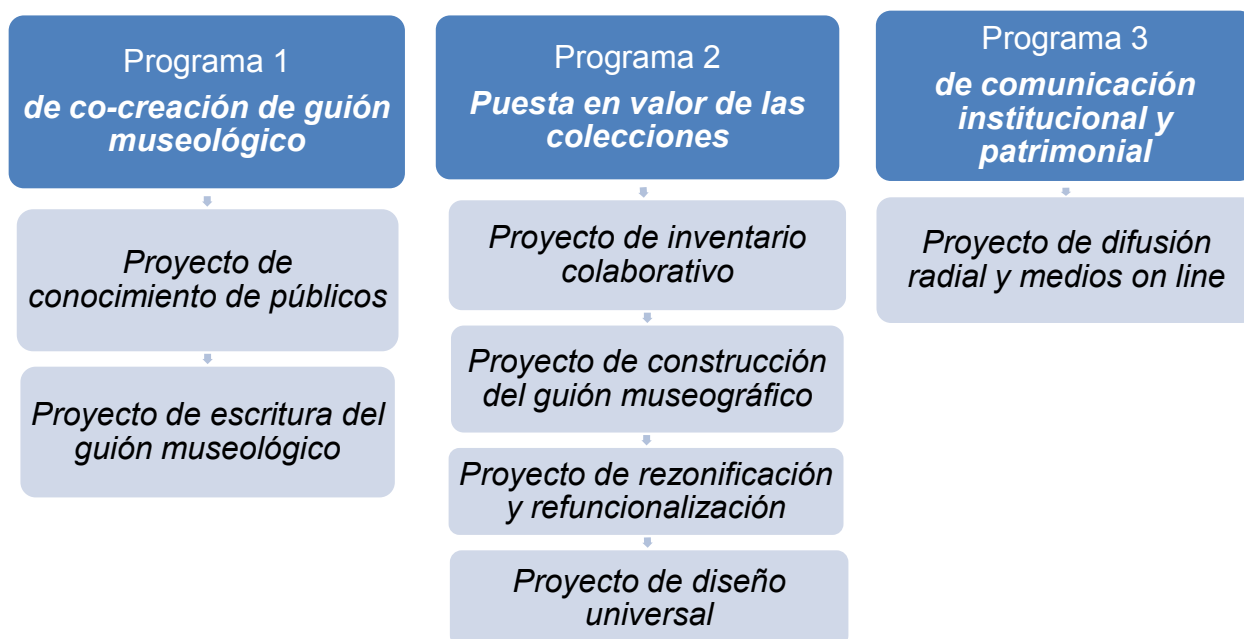 Programa 1
de co-creación de guión
museológico
Proyecto de
conocimiento de públicos
Proyecto de escritura del
guión museológico
Programa 2
Puesta en valor de las
colecciones
Proyecto de inventario
colaborativo
Proyecto de construcción
del guión museográfico
Proyecto de rezonificación
y refuncionalización
Proyecto de diseño
universal
Programa 3
de comunicación
institucional y
patrimonial
Proyecto de difusión
radial y medios on line